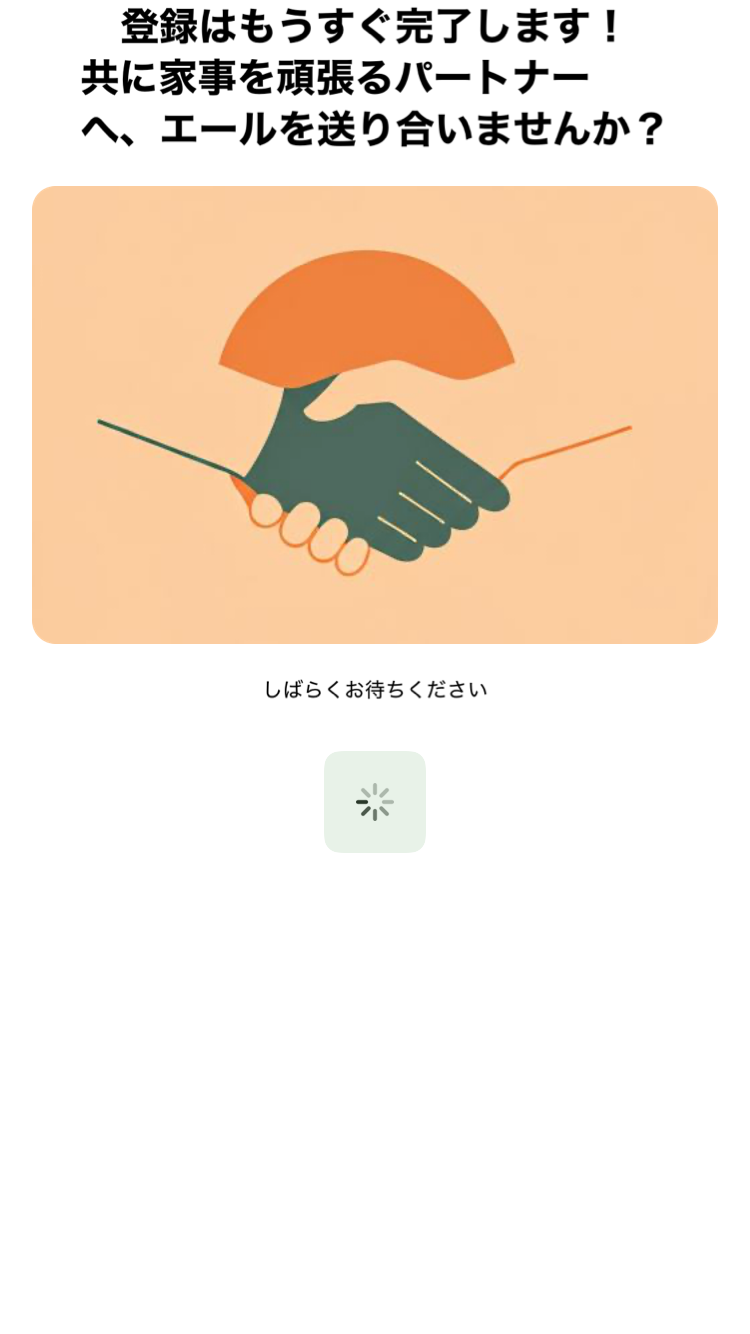 登録はもうすぐ完了します！
共に家事を頑張るパートナー
へ、エールを送り合いませんか？
しばらくお待ちください